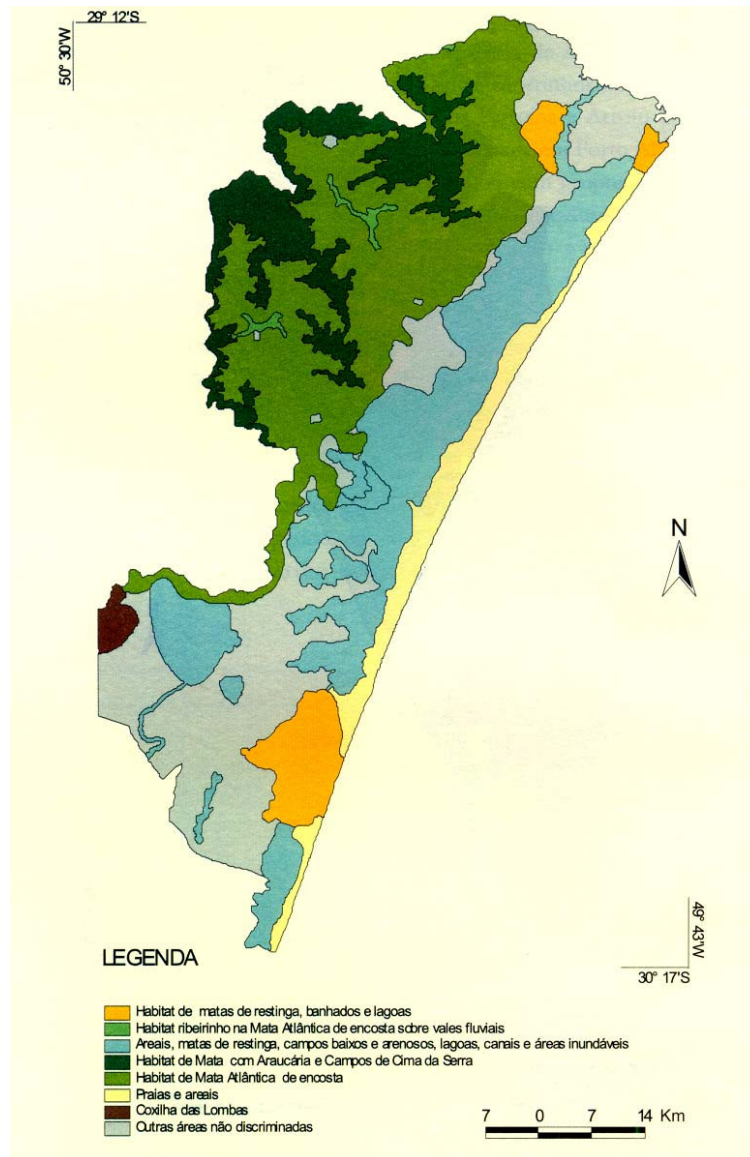 29° 12'S
50° 30'W
N
49° 43'W
30° 17'S
LEGENDA
Habitat de matas de restinga, banhados e lagoas
Habitat ribeirinho na Mata Atlântica de encosta sobre vales fluviais
Areais, matas de restinga, campos baixos e arenosos, lagoas, canais e áreas inundáveis
Habitat de Mata com Araucária e Campos de Cima da Serra
Habitat de Mata Atlântica de encosta
Praias e areais
Coxilha das Lombas
Outras áreas não discriminadas
7 0 7 14 Km